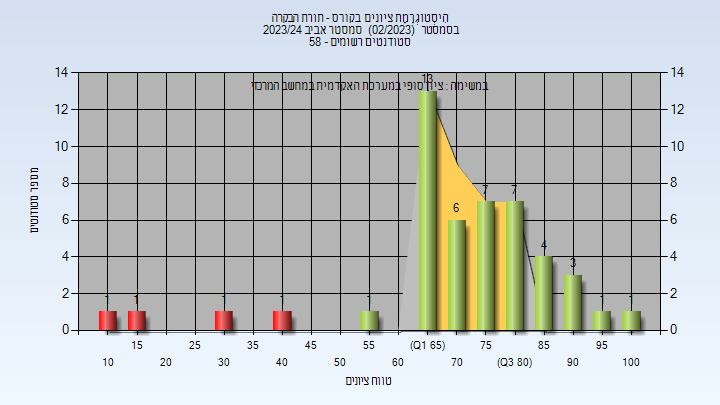 היסטוגרמת ציונים בקורס - תורת הבקרה
בסמסטר (02/2023) סמסטר אביב 2023/24
סטודנטים רשומים - 58
במשימה : ציון סופי במערכת האקדמית במחשב המרכזי
מספר סטודנטים
14 14
12 12
10 10
8 8
6 6
4 4
2 2
0 0
1 1 1 1 1 13 6 7 7 4 3 1 1
15 25 35 45 55 (Q1 65) 75 85 95
10 20 30 40 50 60 70 (Q3 80) 90 100
טווח ציונים